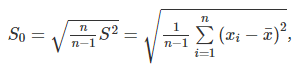 $S_0 = \sqrt{\frac{n}{n-1} S^2} = \sqrt{\frac{1}{n-1} \sum_{i=1}^{n} (x_i - \bar{x})^2},$